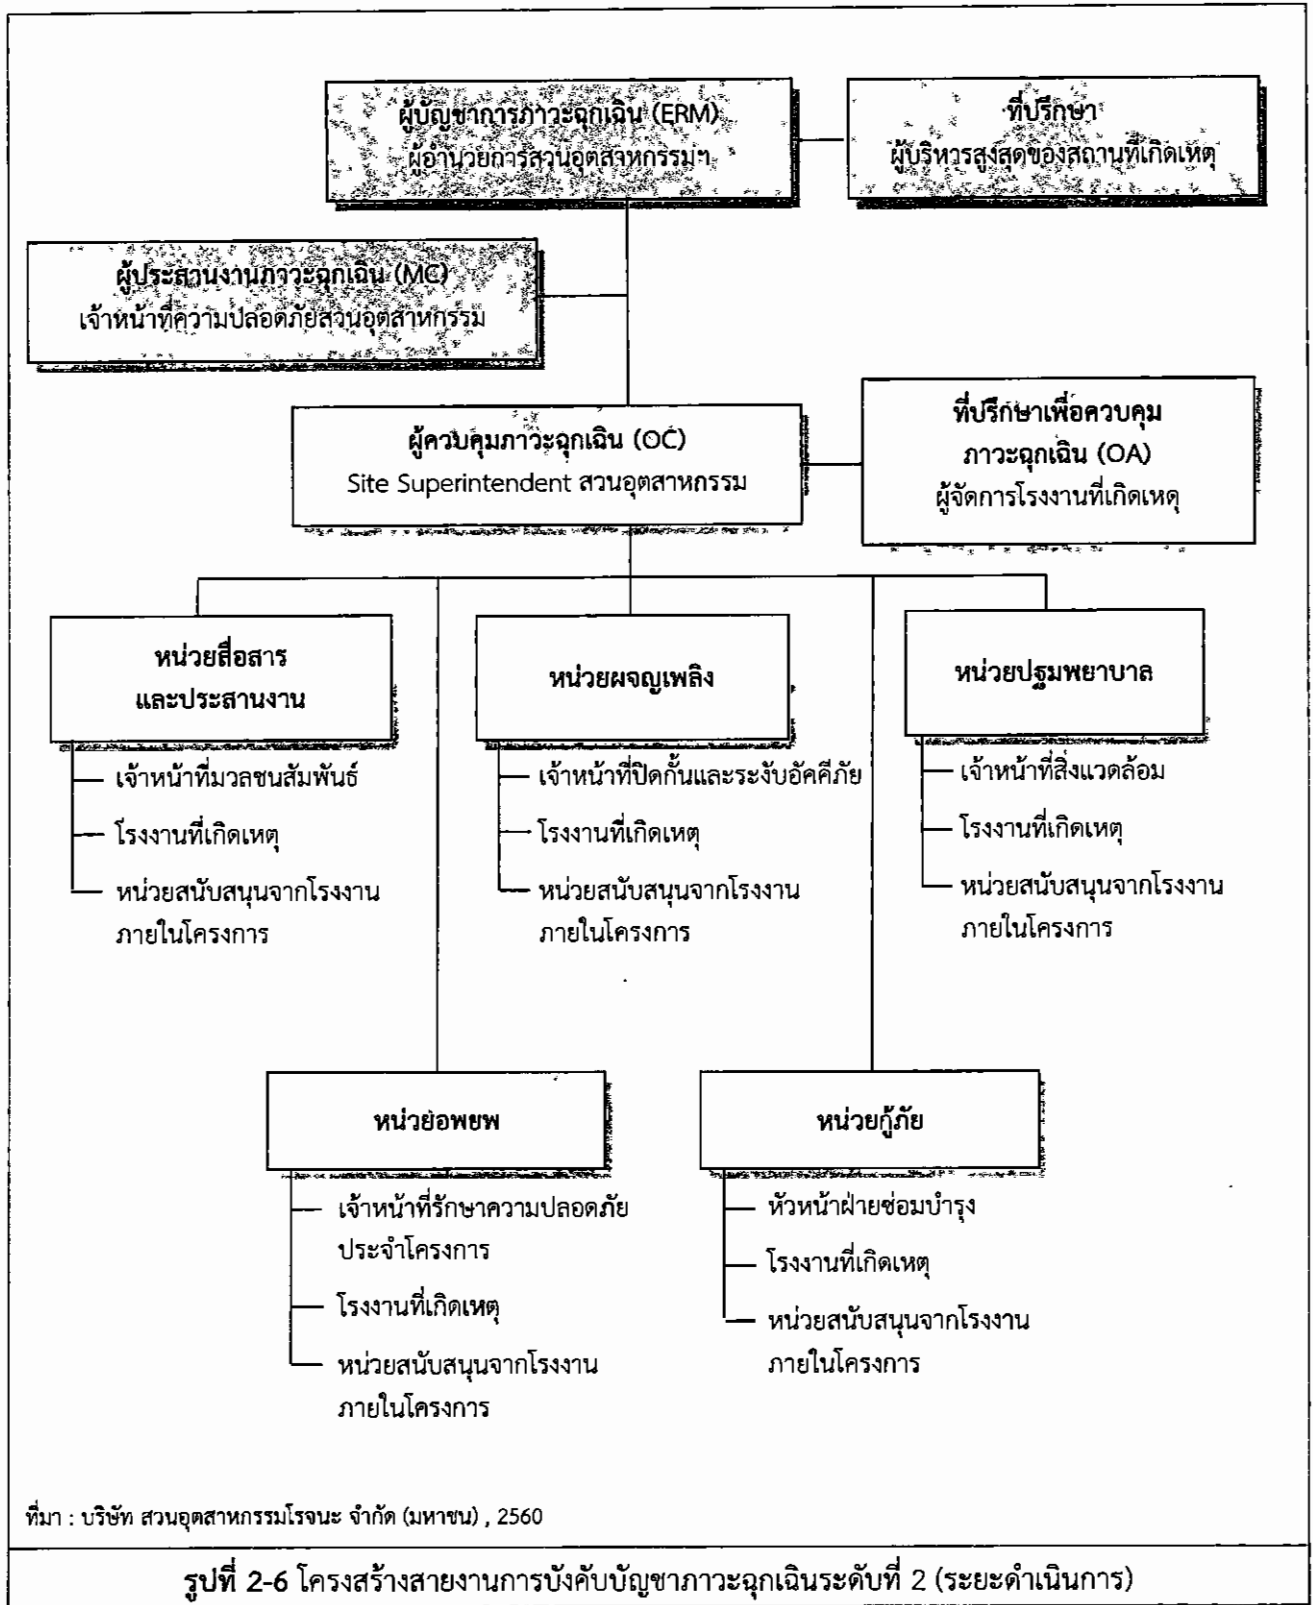 ผู้บัญชาการภาวะฉุกเฉิน (ERM)
ผู้อำนวยการสวนอุตสาหกรรมฯ
ที่ปรึกษา
ผู้บริหารสูงสุดของสถานที่เกิดเหตุ
ผู้ประสานงานภาวะฉุกเฉิน (MC)
เจ้าหน้าที่ความปลอดภัยสวนอุตสาหกรรม
ผู้ควบคุมภาวะฉุกเฉิน (OC)
Site Superintendent สวนอุตสาหกรรม
ที่ปรึกษาเพื่อควบคุม
ภาวะฉุกเฉิน (OA)
ผู้จัดการโรงงานที่เกิดเหตุ
หน่วยสื่อสาร
และประสานงาน
เจ้าหน้าที่มวลชนสัมพันธ์
โรงงานที่เกิดเหตุ
หน่วยสนับสนุนจากโรงงาน
ภายในโครงการ
หน่วยผจญเพลิง
เจ้าหน้าที่ปิดกั้นและระงับอัคคีภัย
โรงงานที่เกิดเหตุ
หน่วยสนับสนุนจากโรงงาน
ภายในโครงการ
หน่วยปฐมพยาบาล
เจ้าหน้าที่สิ่งแวดล้อม
โรงงานที่เกิดเหตุ
หน่วยสนับสนุนจากโรงงาน
ภายในโครงการ
หน่วยอพยพ
เจ้าหน้าที่รักษาความปลอดภัย
ประจำโครงการ
โรงงานที่เกิดเหตุ
หน่วยสนับสนุนจากโรงงาน
ภายในโครงการ
หน่วยกู้ภัย
หัวหน้าฝ่ายซ่อมบำรุง
โรงงานที่เกิดเหตุ
หน่วยสนับสนุนจากโรงงาน
ภายในโครงการ
ที่มา : บริษัท สวนอุตสาหกรรมโรจนะ จำกัด (มหาชน) , 2560
รูปที่ 2-6 โครงสร้างสายงานการบังคับบัญชาภาวะฉุกเฉินระดับที่ 2 (ระยะดำเนินการ)